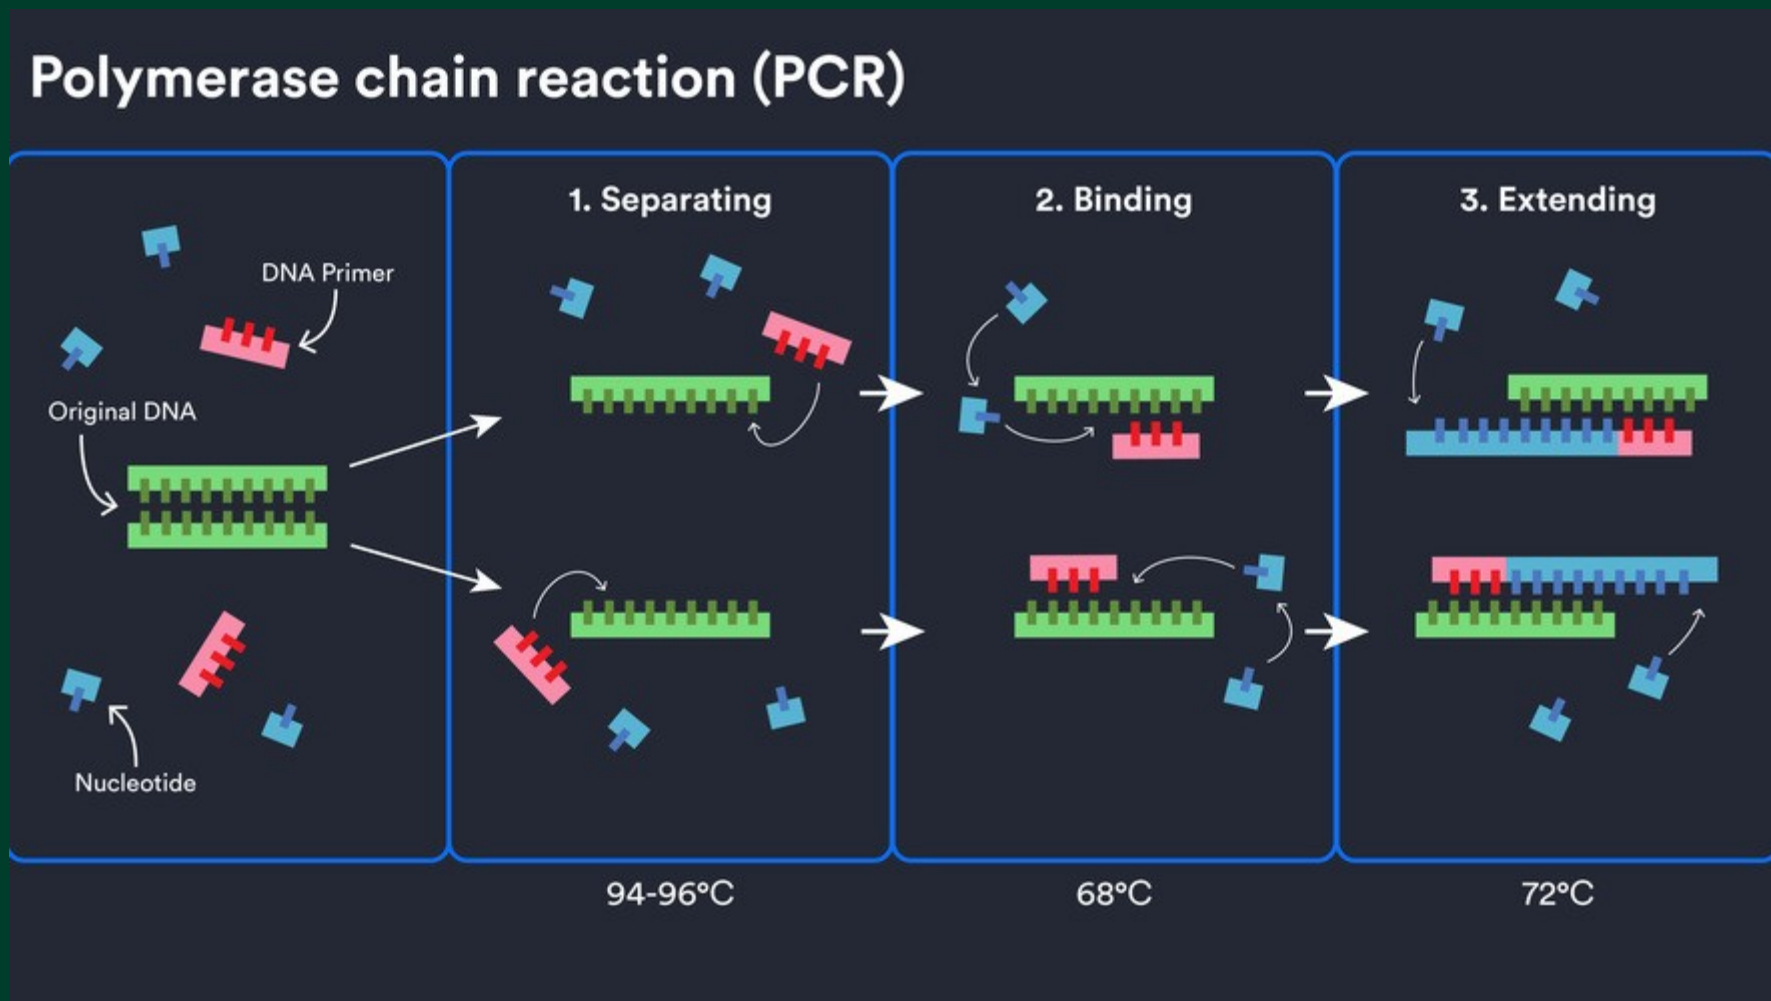 Polymerase chain reaction (PCR)
DNA Primer
Original DNA
Nucleotide
1. Separating
2. Binding
3. Extending
94-96°C
68°C
72°C